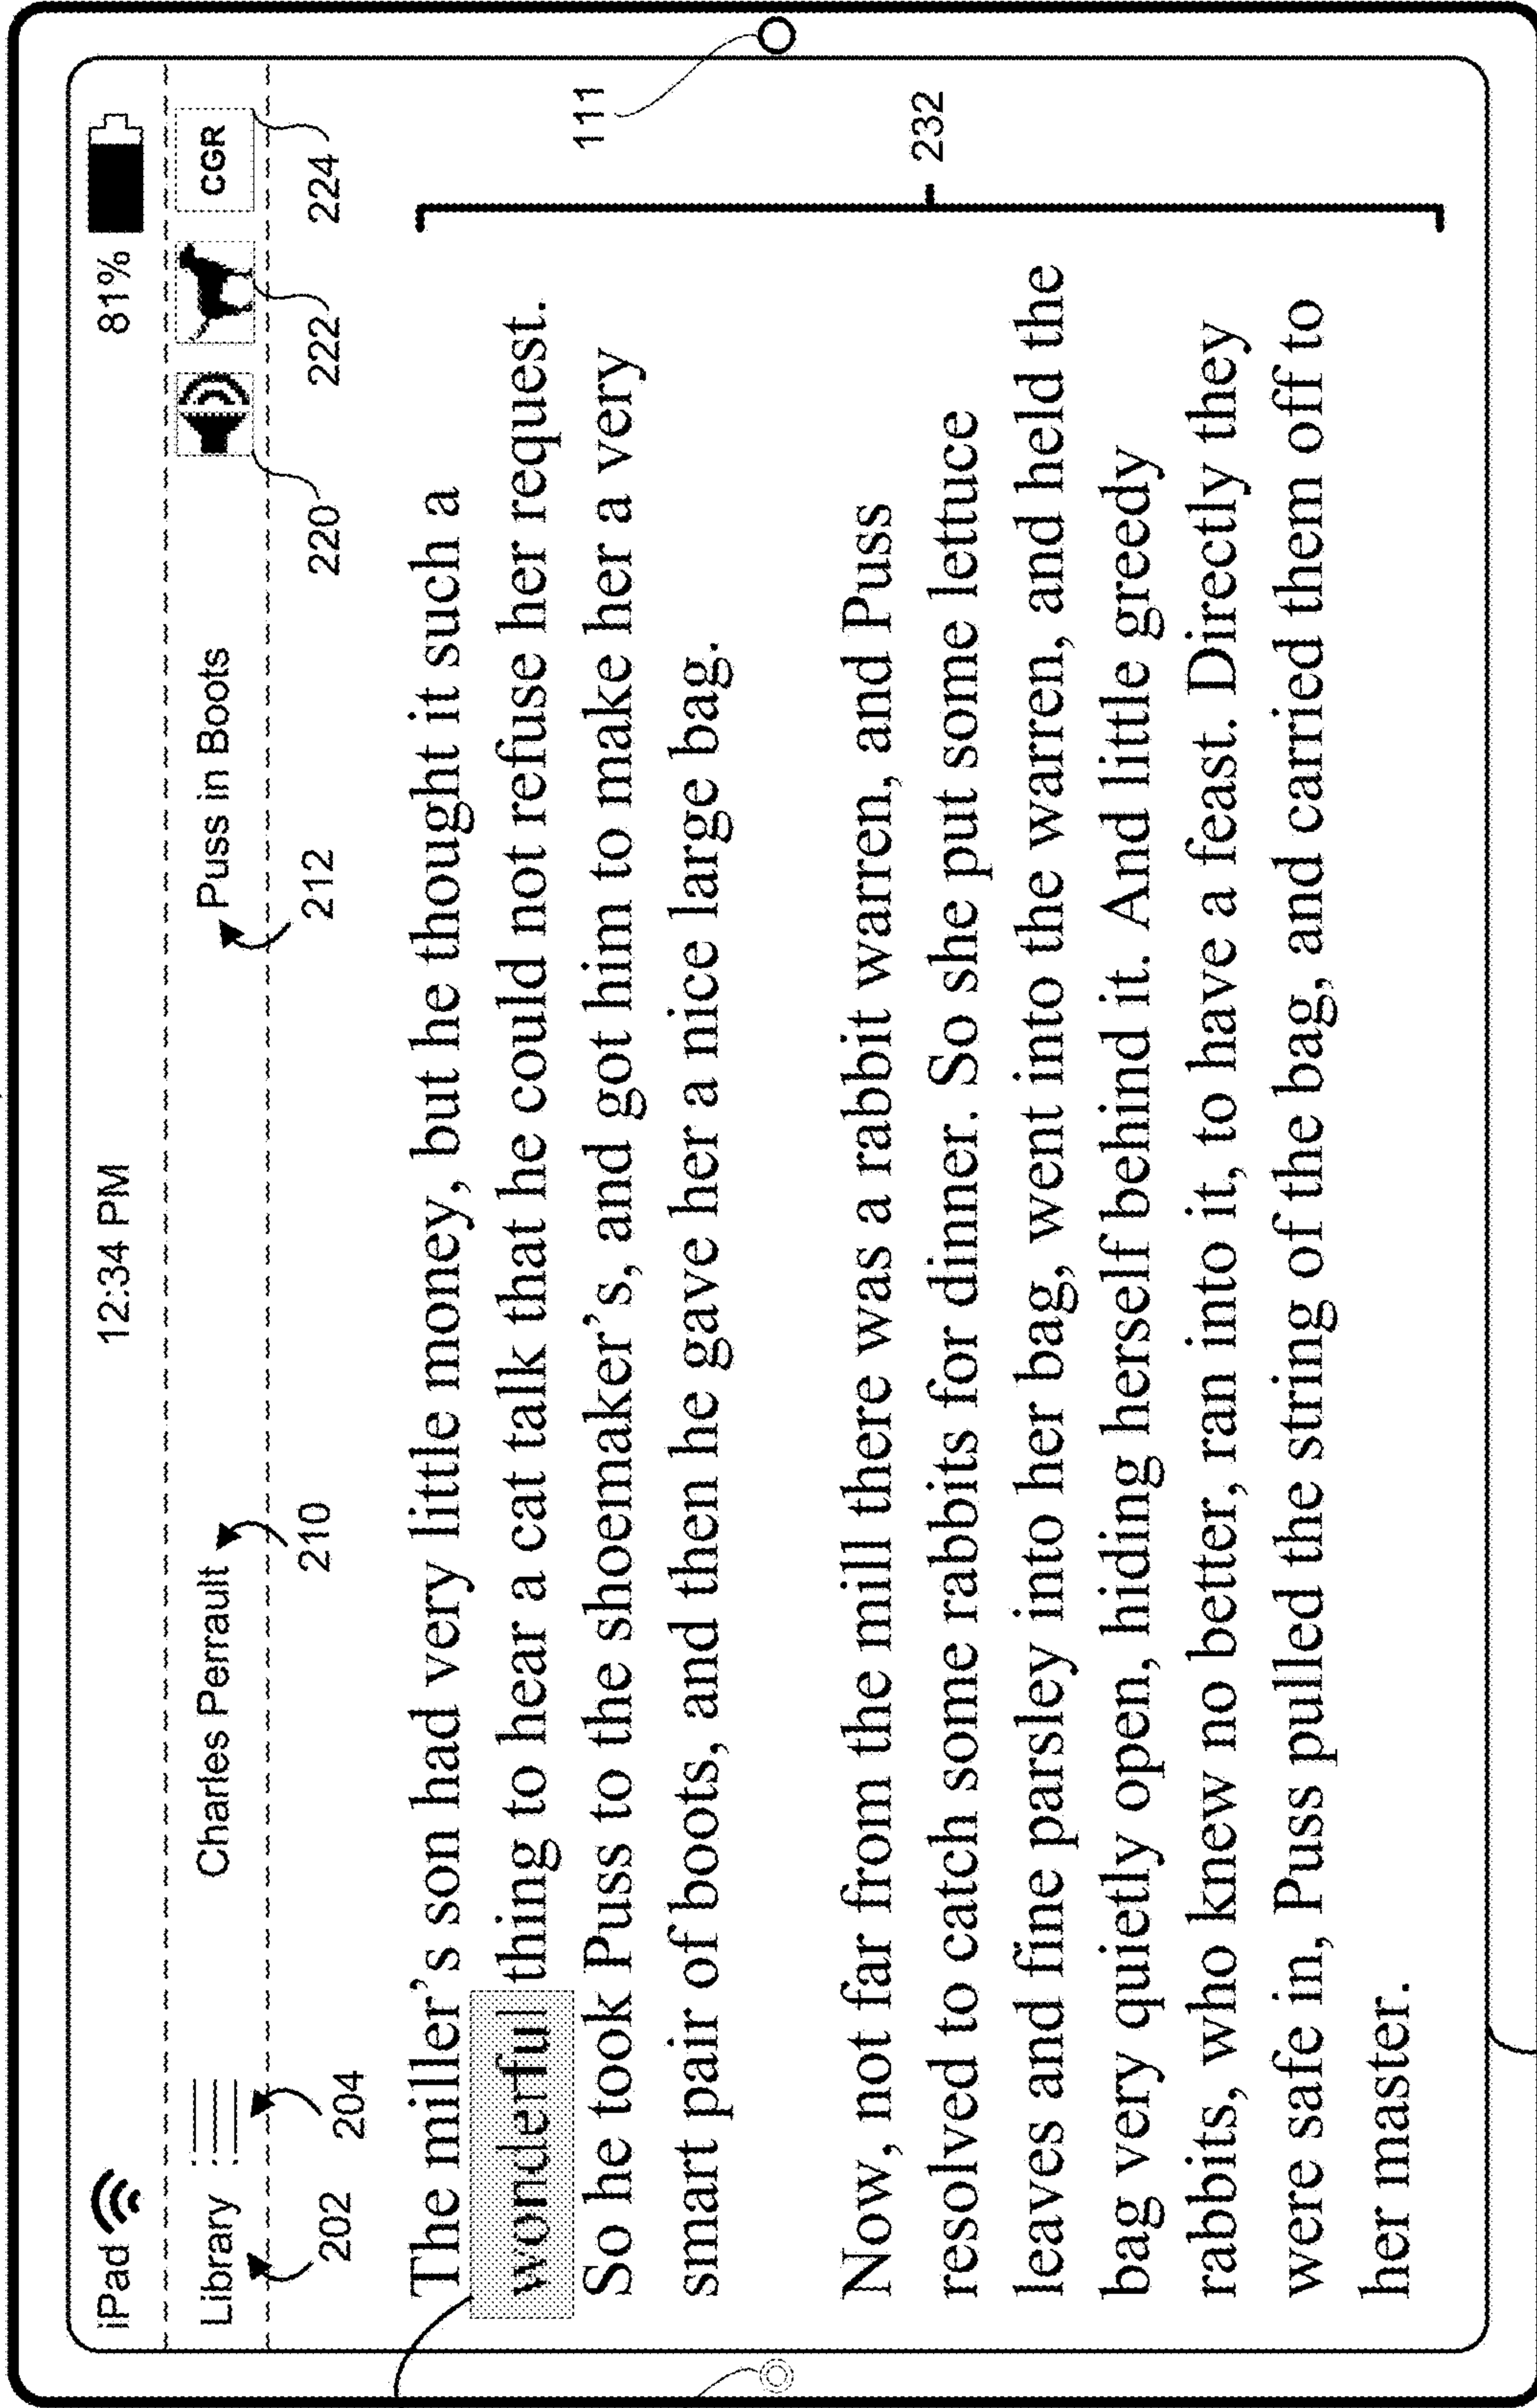 iPad 12:34 PM 81%
Library Charles Perrault Puss in Boots CGR
202 204 210 212 220 222 224
The miller's son had very little money, but he thought it such a
wonderful thing to hear a cat talk that he could not refuse her request.
So he took Puss to the shoemaker's, and got him to make her a very
smart pair of boots, and then he gave her a nice large bag.
111
Now, not far from the mill there was a rabbit warren, and Puss
resolved to catch some rabbits for dinner. So she put some lettuce
leaves and fine parsley into her bag, went into the warren, and held the
bag very quietly open, hiding herself behind it. And little greedy
rabbits, who knew no better, ran into it, to have a feast. Directly they
were safe in, Puss pulled the string of the bag, and carried them off to
her master.
232